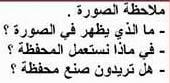 ملاحظة الصورة .
- ما الذي يظهر في الصورة ؟
- في ماذا نستعمل المحفظة ؟
- هل تريدون صنع محفظة ؟